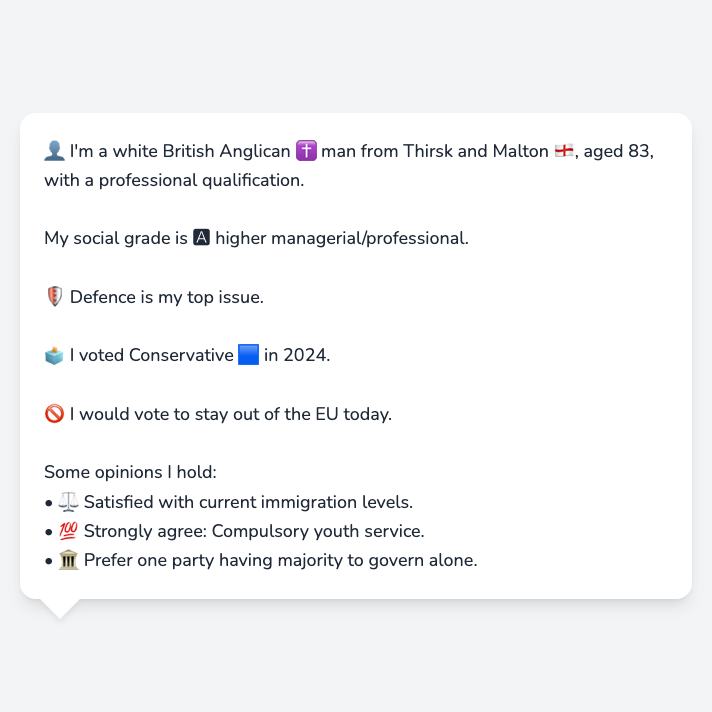 👤 I'm a white British Anglican ✝️ man from Thirsk and Malton 🏴󠁧󠁢󠁥󠁮󠁧󠁿, aged 83,
with a professional qualification.
My social grade is 🅰 higher managerial/professional.
🛡️ Defence is my top issue.
🗳️ I voted Conservative 🟦 in 2024.
🚫 I would vote to stay out of the EU today.
Some opinions I hold:
• ⚖️ Satisfied with current immigration levels.
• 💯 Strongly agree: Compulsory youth service.
• 🏛️ Prefer one party having majority to govern alone.